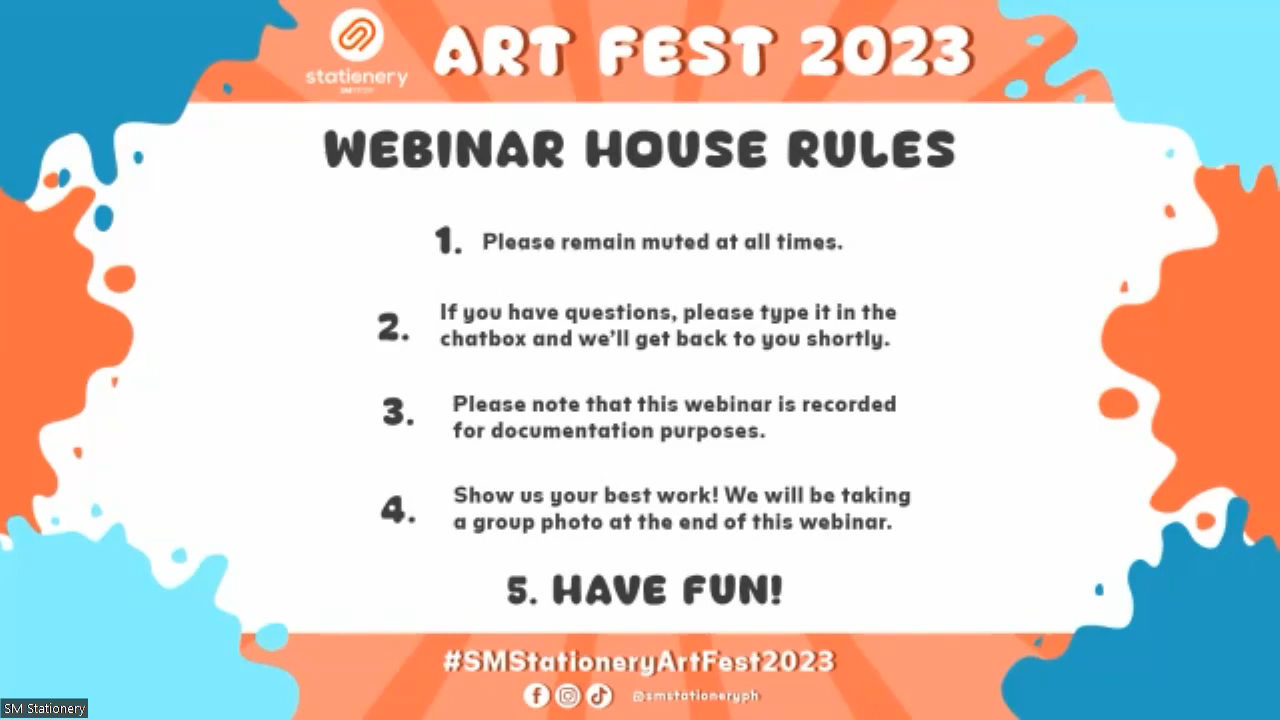 stationery
ART FEST 2023
WEBINAR HOUSE RULES
1. Please remain muted at all times.
2. If you have questions, please type it in the
chatbox and we'll get back to you shortly.
3. Please note that this webinar is recorded
for documentation purposes.
4. Show us your best work! We will be taking
a group photo at the end of this webinar.
5. HAVE FUN!
#SMStationeryArtFest2023
@smstationeryph
SM Stationery